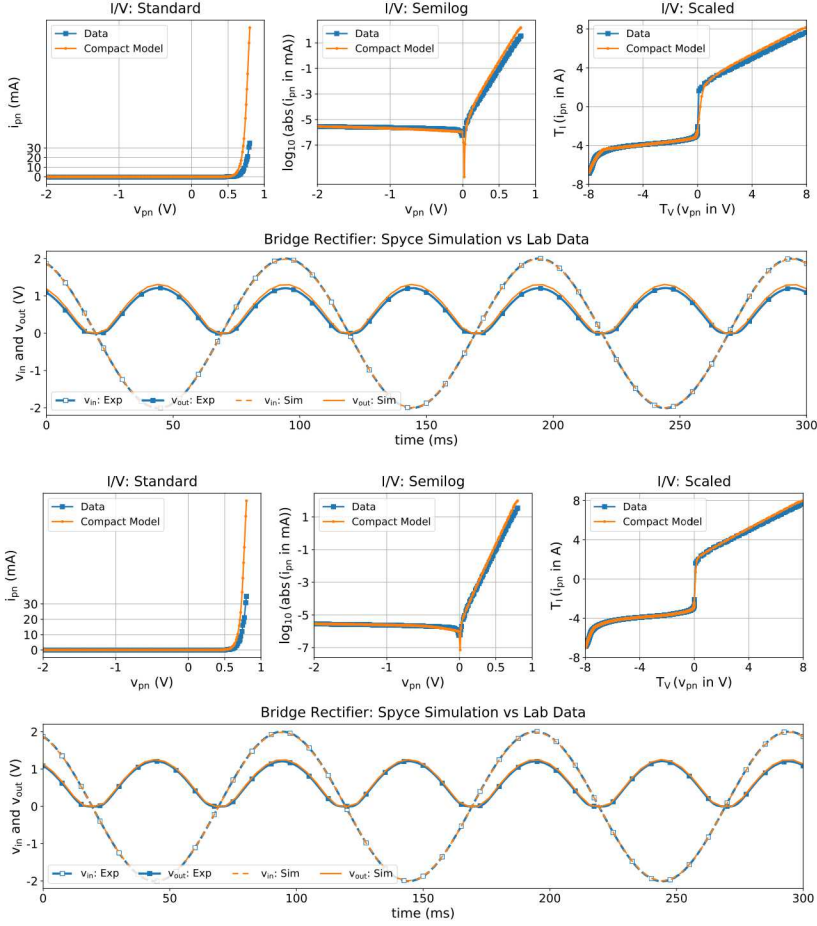 I/V: Standard
Data
Compact Model
i_pn (mA)
30
20
10
0
-2 -1 0 0.5 1
v_pn (V)
I/V: Semilog
Data
Compact Model
log₁₀(abs(i_pn in mA))
1
-1
-3
-5
-7
-2 -1 0 1
v_pn (V)
I/V: Scaled
Data
Compact Model
T_I(i_pn in A)
8
4
0
-4
-8
-8 -4 0 4 8
T_V(v_pn in V)
Bridge Rectifier: Spyce Simulation vs Lab Data
v_in and v_out (V)
2
1
0
-1
-2
v_in: Exp v_out: Exp v_in: Sim v_out: Sim
0 50 100 150 200 250 300
time (ms)
I/V: Standard
Data
Compact Model
i_pn (mA)
30
20
10
0
-2 -1 0 0.5 1
v_pn (V)
I/V: Semilog
Data
Compact Model
log₁₀(abs(i_pn in mA))
1
-1
-3
-5
-7
-2 -1 0 1
v_pn (V)
I/V: Scaled
Data
Compact Model
T_I(i_pn in A)
8
4
0
-4
-8
-8 -4 0 4 8
T_V(v_pn in V)
Bridge Rectifier: Spyce Simulation vs Lab Data
v_in and v_out (V)
2
1
0
-1
-2
v_in: Exp v_out: Exp v_in: Sim v_out: Sim
0 50 100 150 200 250 300
time (ms)